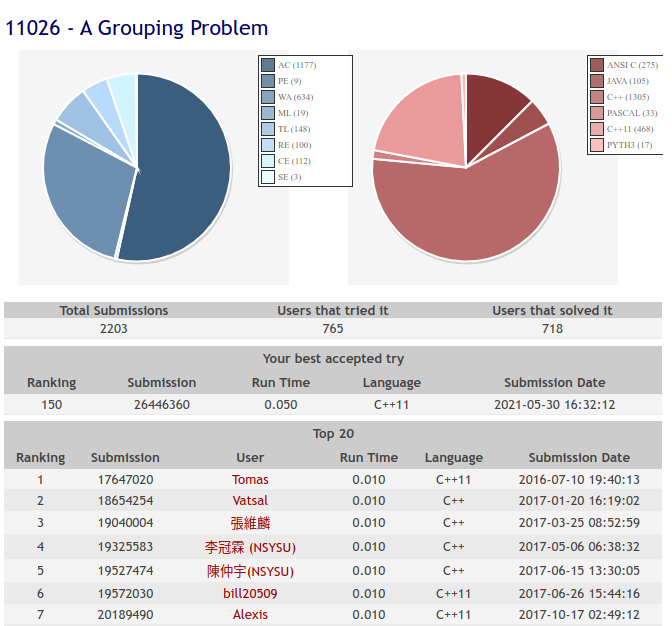 11026 - A Grouping Problem
AC (1177)
PE (9)
WA (634)
ML (19)
TL (148)
RE (100)
CE (112)
SE (3)
ANSI C (275)
JAVA (105)
C++ (1305)
PASCAL (33)
C++11 (468)
PYTH3 (17)
Total Submissions Users that tried it Users that solved it
2203 765 718
Your best accepted try
Ranking Submission Run Time Language Submission Date
150 26446360 0.050 C++11 2021-05-30 16:32:12
Top 20
Ranking Submission User Run Time Language Submission Date
1 17647020 Tomas 0.010 C++11 2016-07-10 19:40:13
2 18654254 Vatsal 0.010 C++ 2017-01-20 16:19:02
3 19040004 張維麟 0.010 C++ 2017-03-25 08:52:59
4 19325583 李冠霖 (NSYSU) 0.010 C++ 2017-05-06 06:38:32
5 19527474 陳仲宇(NSYSU) 0.010 C++ 2017-06-15 13:30:05
6 19572030 bill20509 0.010 C++11 2017-06-26 15:44:16
7 20189490 Alexis 0.010 C++11 2017-10-17 02:49:12